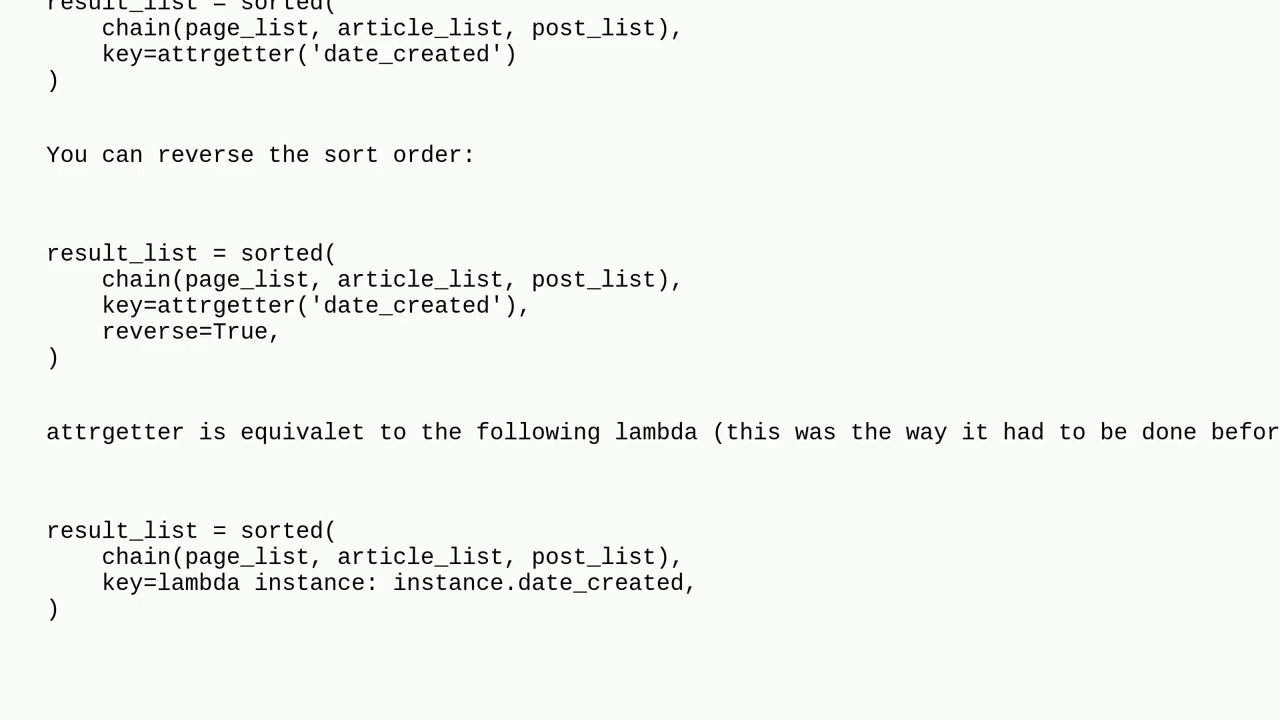 result_list = sorted(
    chain(page_list, article_list, post_list),
    key=attrgetter('date_created')
)
You can reverse the sort order:
result_list = sorted(
    chain(page_list, article_list, post_list),
    key=attrgetter('date_created'),
    reverse=True,
)
attrgetter is equivalet to the following lambda (this was the way it had to be done befor
result_list = sorted(
    chain(page_list, article_list, post_list),
    key=lambda instance: instance.date_created,
)